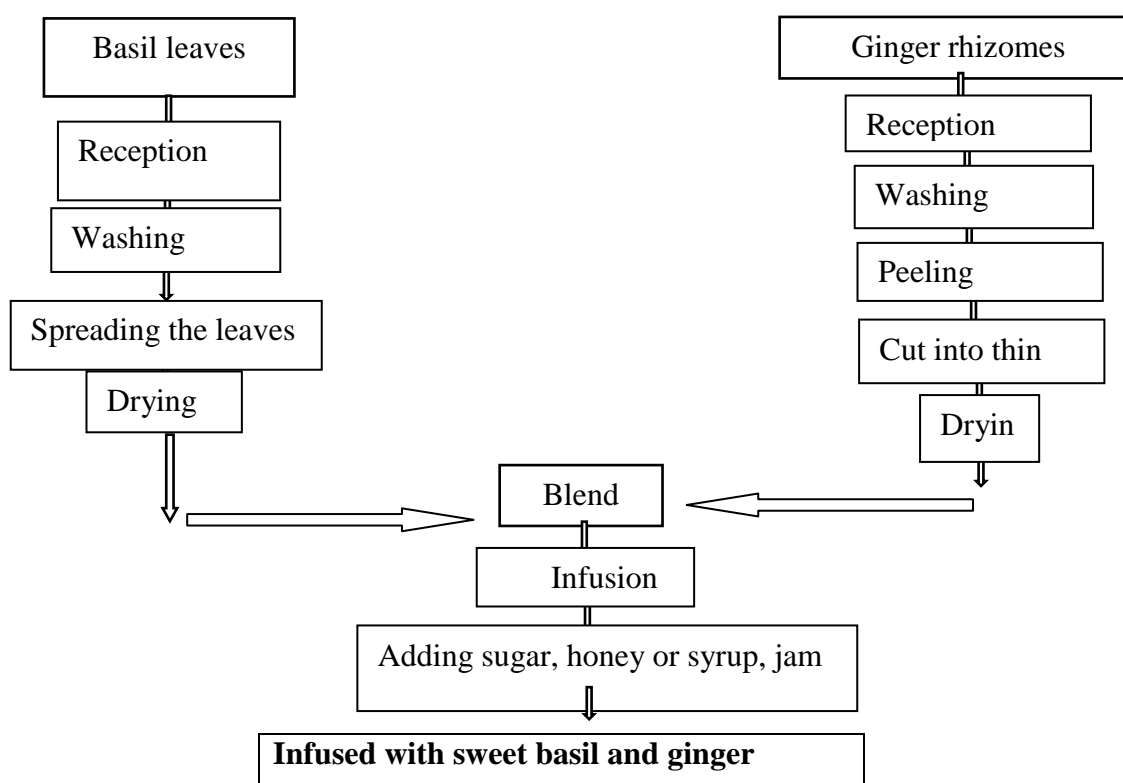 Basil leaves
Reception
Washing
Spreading the leaves
Drying
Ginger rhizomes
Reception
Washing
Peeling
Cut into thin
Dryin
Blend
Infusion
Adding sugar, honey or syrup, jam
Infused with sweet basil and ginger